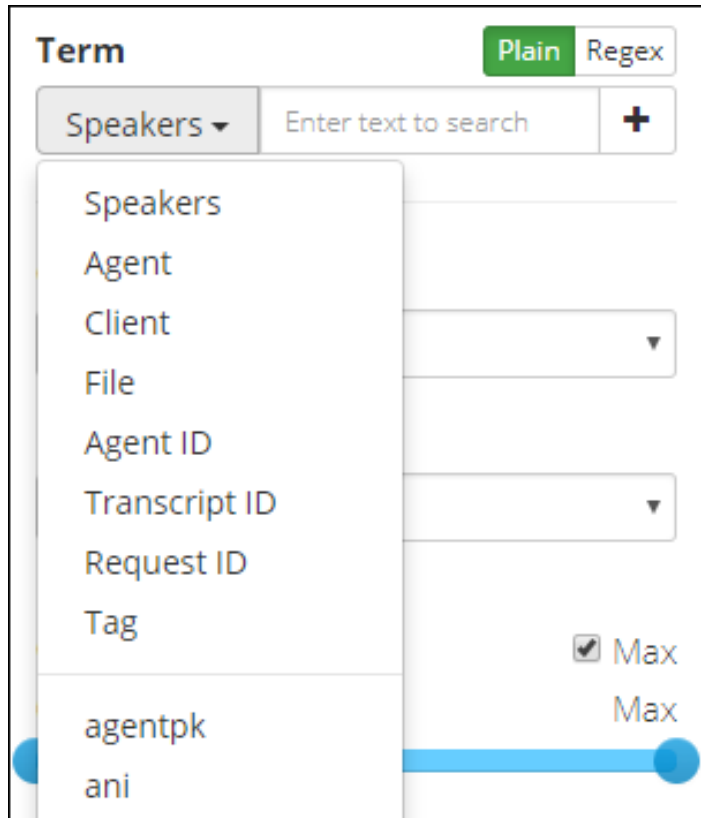 Term Plain Regex
Speakers Enter text to search +
Speakers
Agent
Client
File
Agent ID
Transcript ID
Request ID
Tag
Max
Max
agentpk
ani